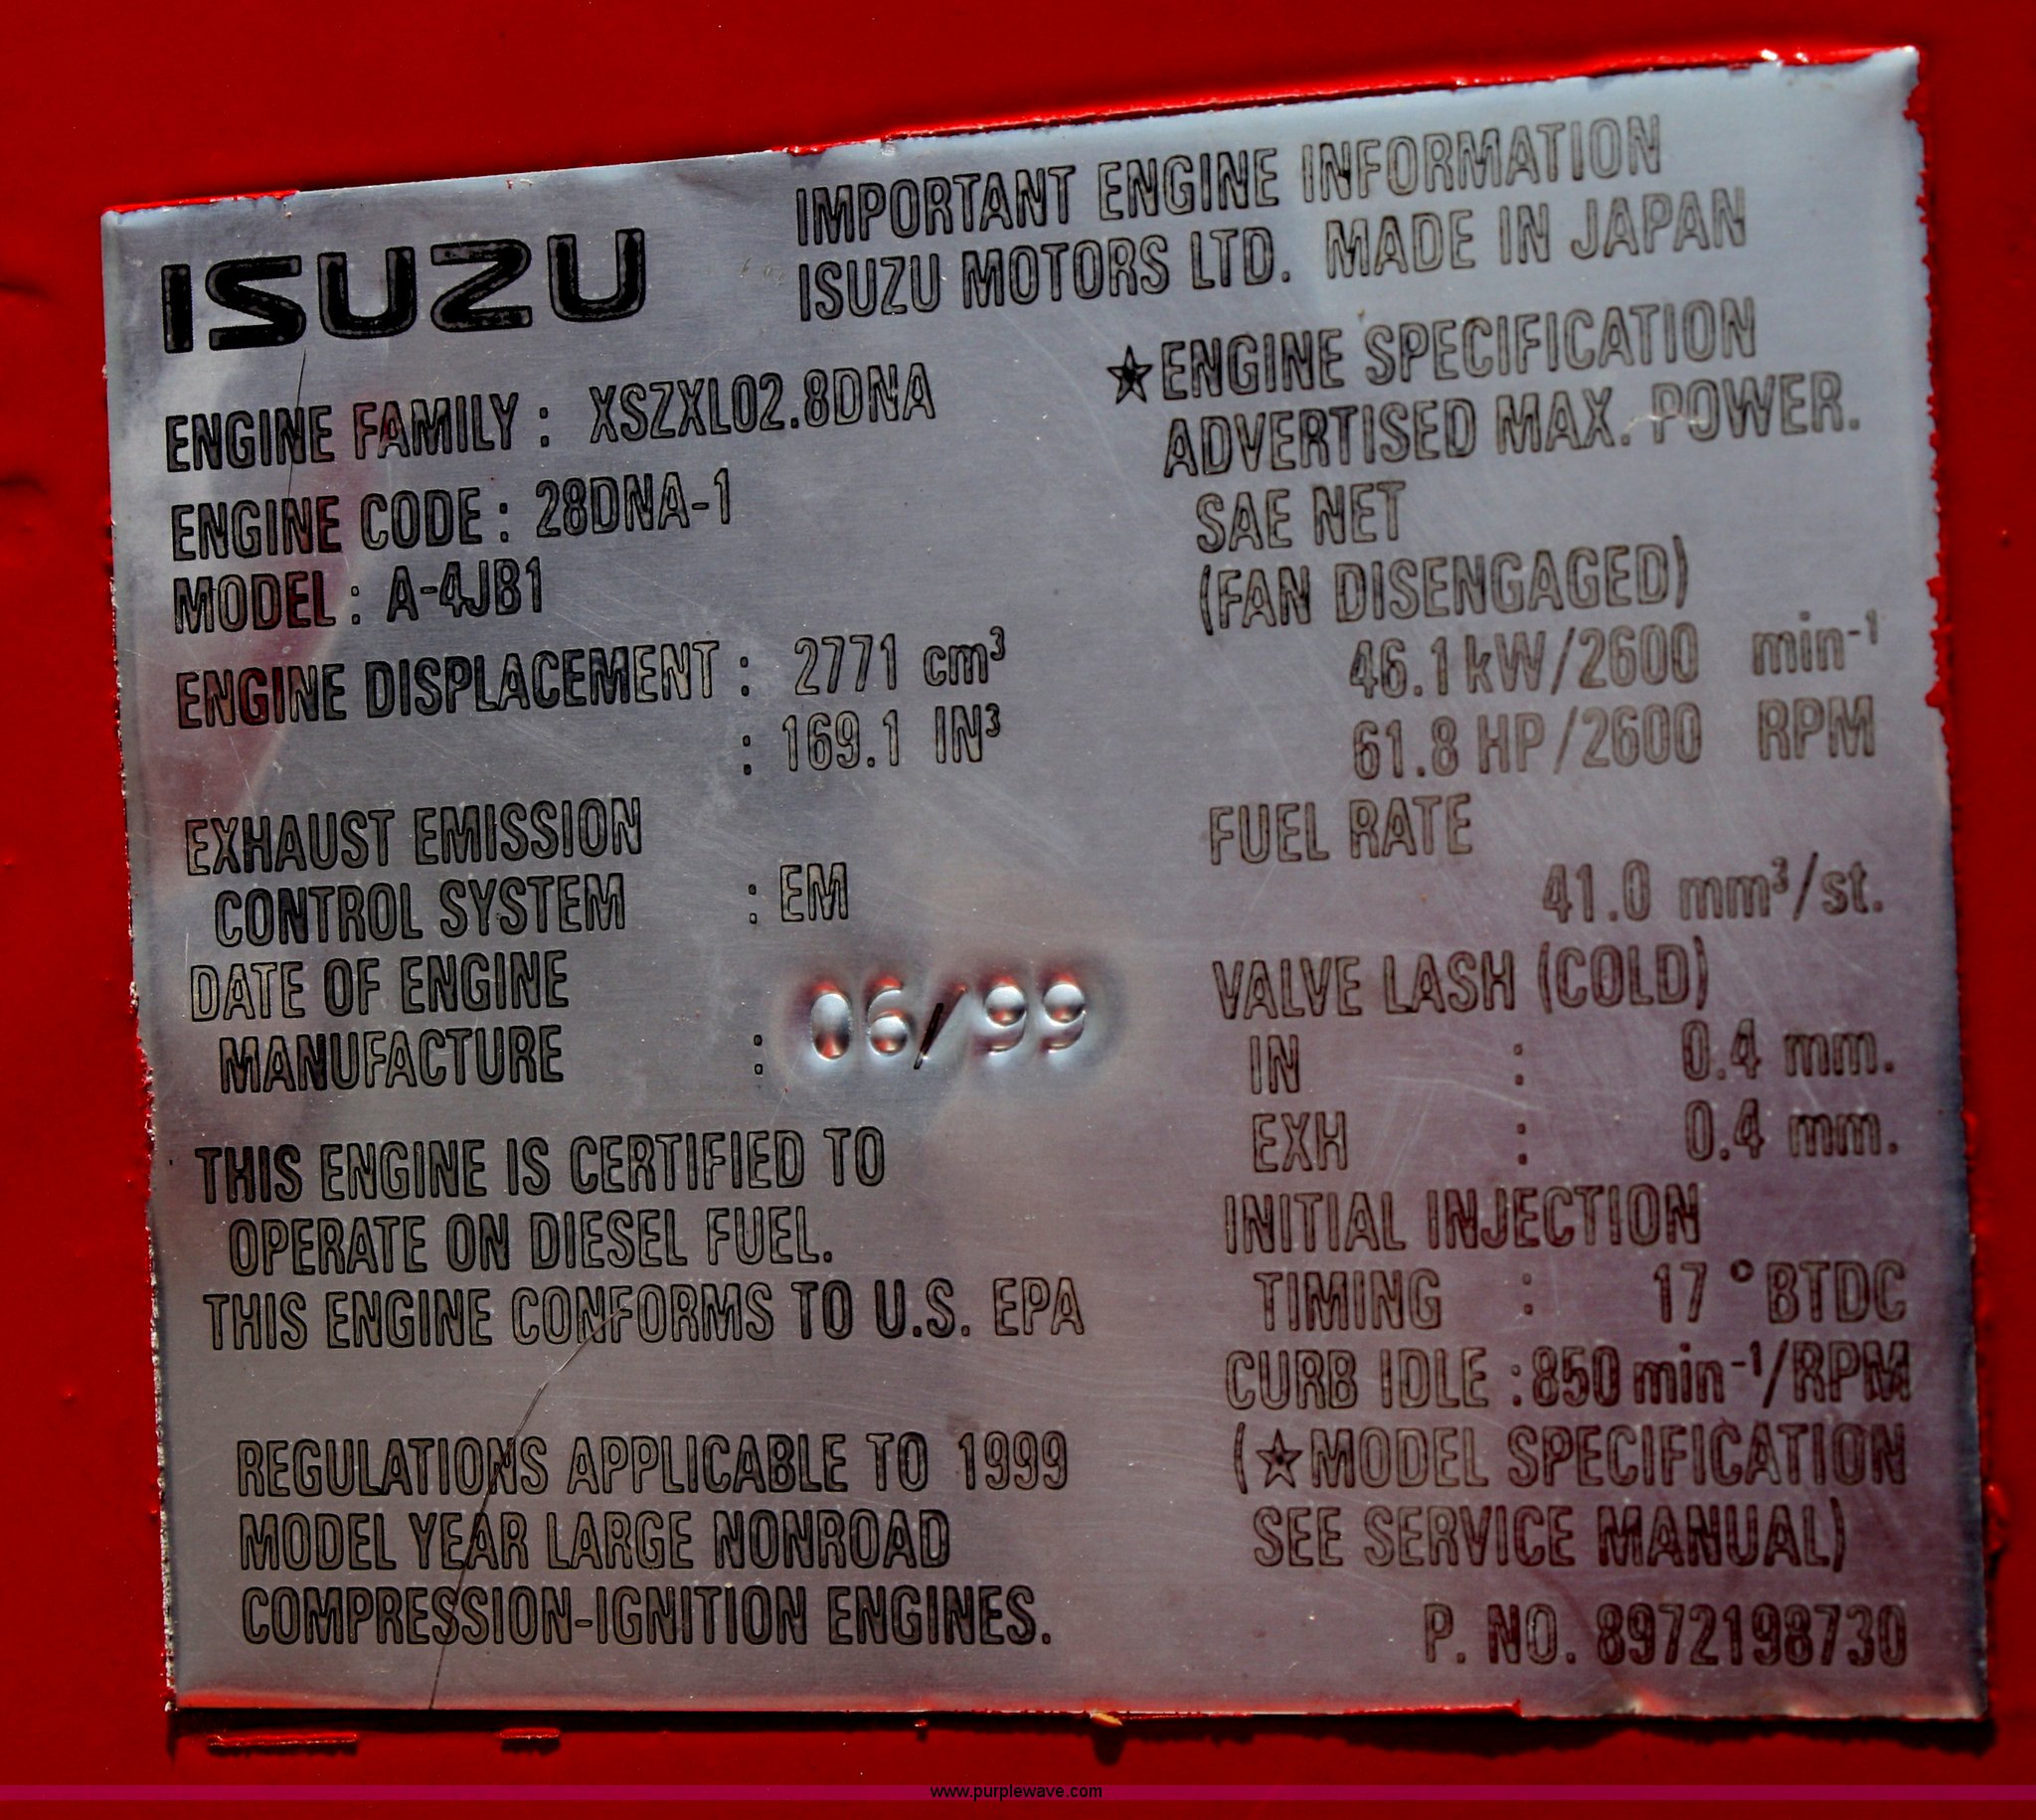 ISUZU
IMPORTANT ENGINE INFORMATION
ISUZU MOTORS LTD. MADE IN JAPAN
ENGINE FAMILY : XSZXL02.8DNA
ENGINE CODE : 28DNA-1
MODEL : A-4JB1
ENGINE DISPLACEMENT : 2771 cm³
: 169.1 IN³
EXHAUST EMISSION
CONTROL SYSTEM : EM
DATE OF ENGINE
MANUFACTURE : 06/99
THIS ENGINE IS CERTIFIED TO
OPERATE ON DIESEL FUEL.
THIS ENGINE CONFORMS TO U.S. EPA
REGULATIONS APPLICABLE TO 1999
MODEL YEAR LARGE NONROAD
COMPRESSION-IGNITION ENGINES.
★ENGINE SPECIFICATION
ADVERTISED MAX. POWER.
SAE NET
(FAN DISENGAGED)
46.1 kW/2600 min⁻¹
61.8 HP/2600 RPM
FUEL RATE
41.0 mm³/st.
VALVE LASH (COLD)
IN : 0.4 mm.
EXH : 0.4 mm.
INITIAL INJECTION
TIMING : 17 ° BTDC
CURB IDLE : 850 min⁻¹/RPM
(★MODEL SPECIFICATION
SEE SERVICE MANUAL)
P. NO. 8972198730
www.purplewave.com